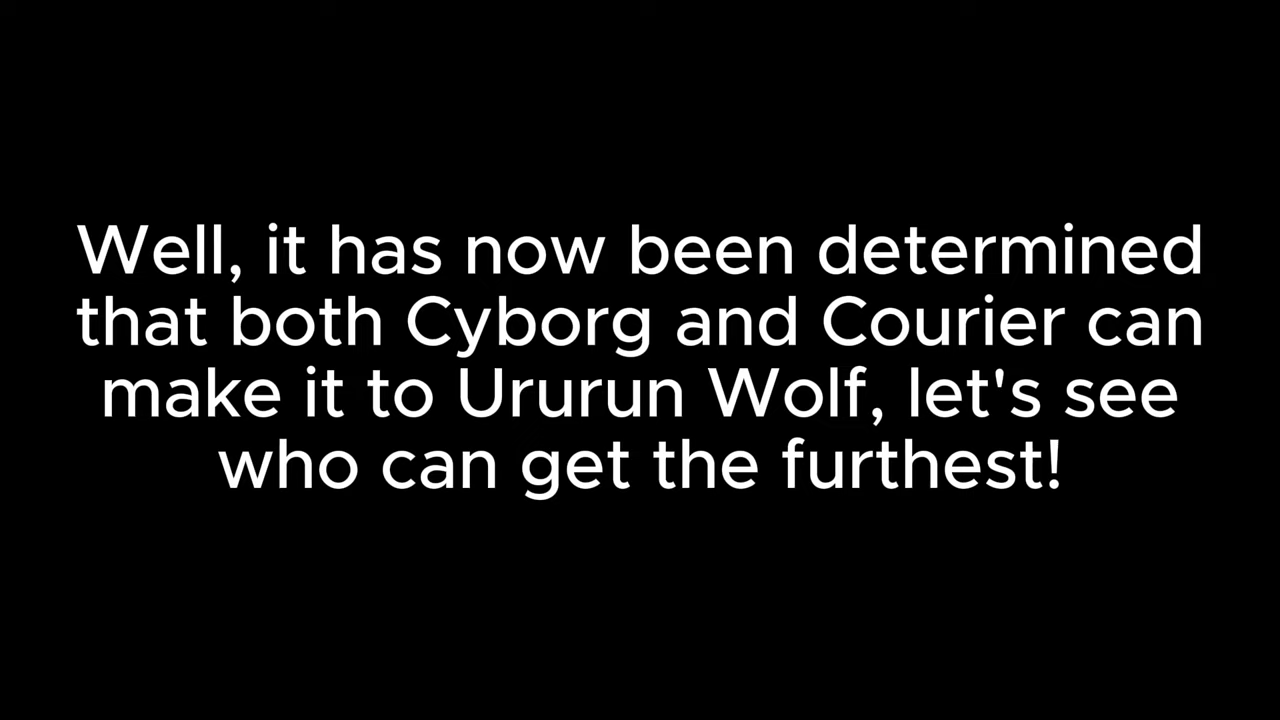 Well, it has now been determined
that both Cyborg and Courier can
make it to Ururun Wolf, let's see
who can get the furthest!